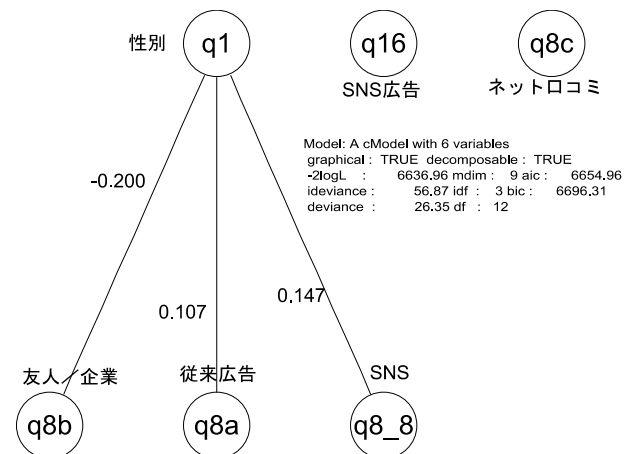 性別 q1 q16 q8c
SNS広告 ネット口コミ
Model: A cModel with 6 variables
graphical : TRUE decomposable : TRUE
-2logL : 6636.96 mdim : 9 aic : 6654.96
ideviance : 56.87 idf : 3 bic : 6696.31
deviance : 26.35 df : 12
-0.200
0.107 0.147
友人／企業 従来広告 SNS
q8b q8a q8_8